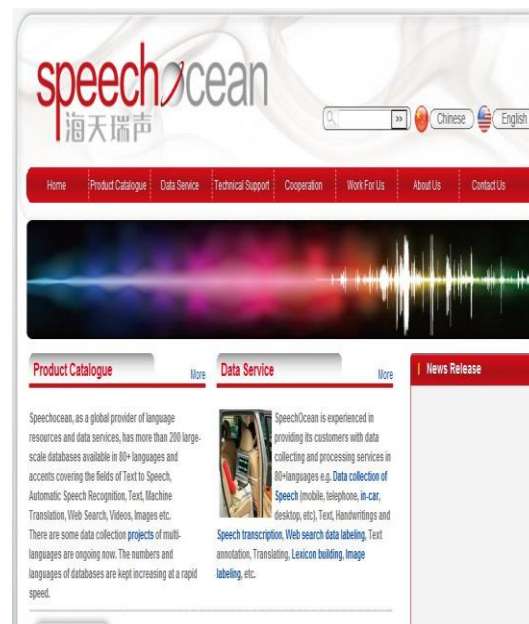 speechocean
海天瑞声
>>
Chinese
English
Home
Product Catalogue
Data Service
Technical Support
Cooperation
Work For Us
About Us
Contact Us
Product Catalogue
More
Speechocean, as a global provider of language
resources and data services, has more than 200 large-
scale databases available in 80+ languages and
accents covering the fields of Text to Speech,
Automatic Speech Recognition, Text, Machine
Translation, Web Search, Videos, Images etc.
There are some data collection projects of multi-
languages are ongoing now. The numbers and
languages of databases are kept increasing at a rapid
speed.
Data Service
More
SpeechOcean is experienced in
providing its customers with data
collecting and processing services in
80+languages e.g. Data collection of
Speech (mobile, telephone, in-car,
desktop, etc), Text, Handwritings and
Speech transcription, Web search data labeling, Text
annotation, Translating, Lexicon building, Image
labeling, etc.
News Release